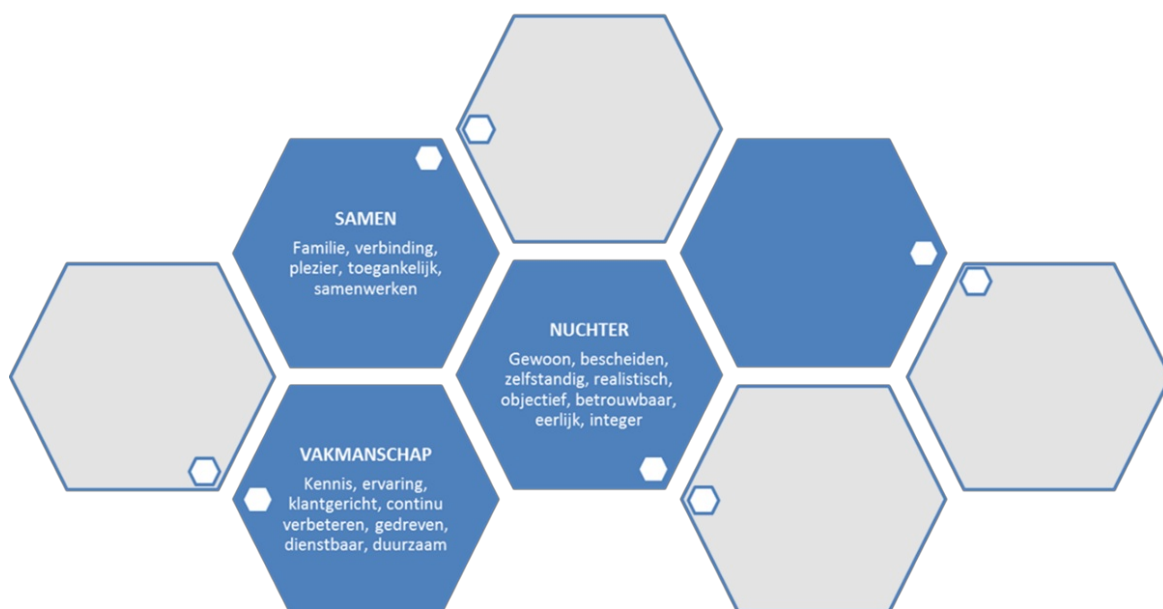 SAMEN
Familie, verbinding,
plezier, toegankelijk,
samenwerken
NUCHTER
Gewoon, bescheiden,
zelfstandig, realistisch,
objectief, betrouwbaar,
eerlijk, integer
VAKMANSCHAP
Kennis, ervaring,
klantgericht, continu
verbeteren, gedreven,
dienstbaar, duurzaam